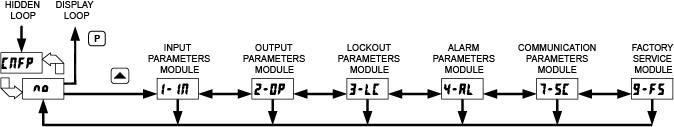 HIDDEN LOOP
DISPLAY LOOP
P
CNFP
no
INPUT PARAMETERS MODULE
1-IN
OUTPUT PARAMETERS MODULE
2-OP
LOCKOUT PARAMETERS MODULE
3-LC
ALARM PARAMETERS MODULE
4-AL
COMMUNICATION PARAMETERS MODULE
7-SC
FACTORY SERVICE MODULE
9-FS